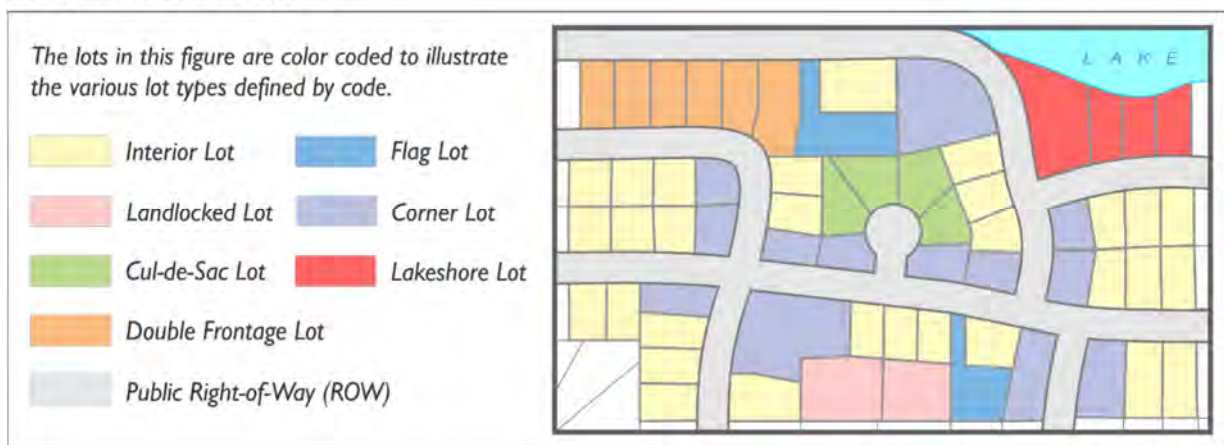 The lots in this figure are color coded to illustrate
the various lot types defined by code.
Interior Lot
Flag Lot
Landlocked Lot
Corner Lot
Cul-de-Sac Lot
Lakeshore Lot
Double Frontage Lot
Public Right-of-Way (ROW)
LAKE